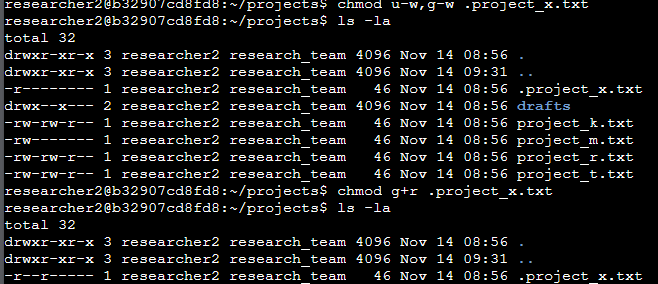 researcher2@b32907cd8fd8:~/projects$ chmod u-w,g-w .project_x.txt
researcher2@b32907cd8fd8:~/projects$ ls -la
total 32
drwxr-xr-x 3 researcher2 research_team 4096 Nov 14 08:56 .
drwxr-xr-x 3 researcher2 research_team 4096 Nov 14 09:31 ..
-r-------- 1 researcher2 research_team   46 Nov 14 08:56 .project_x.txt
drwx--x--- 2 researcher2 research_team 4096 Nov 14 08:56 drafts
-rw-rw-rw- 1 researcher2 research_team   46 Nov 14 08:56 project_k.txt
-rw------- 1 researcher2 research_team   46 Nov 14 08:56 project_m.txt
-rw-rw-r-- 1 researcher2 research_team   46 Nov 14 08:56 project_r.txt
-rw-rw-r-- 1 researcher2 research_team   46 Nov 14 08:56 project_t.txt
researcher2@b32907cd8fd8:~/projects$ chmod g+r .project_x.txt
researcher2@b32907cd8fd8:~/projects$ ls -la
total 32
drwxr-xr-x 3 researcher2 research_team 4096 Nov 14 08:56 .
drwxr-xr-x 3 researcher2 research_team 4096 Nov 14 09:31 ..
-r--r----- 1 researcher2 research_team   46 Nov 14 08:56 .project_x.txt